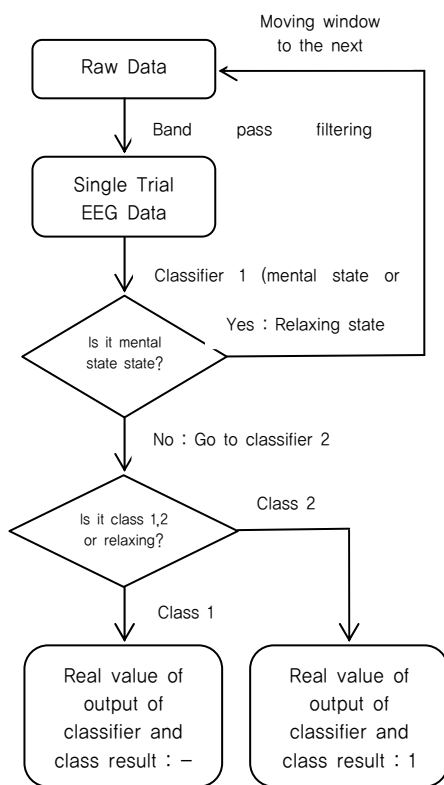 Moving window
to the next
Raw Data
Band pass filtering
Single Trial
EEG Data
Classifier 1 (mental state or
Yes : Relaxing state
Is it mental
state state?
No : Go to classifier 2
Is it class 1,2
or relaxing?
Class 2
Class 1
Real value of
output of
classifier and
class result : −
Real value of
output of
classifier and
class result : 1